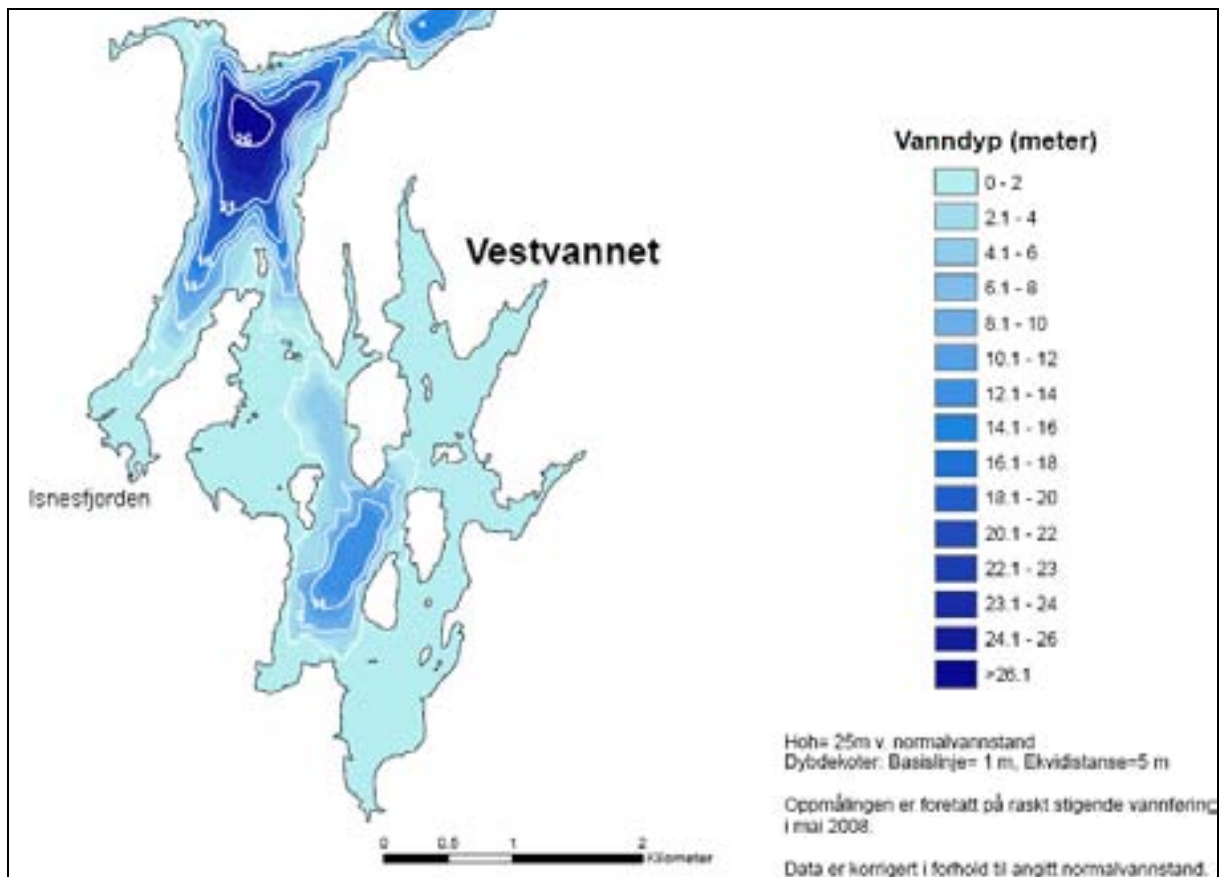 Vanndyp (meter)
0 - 2
2.1 - 4
4.1 - 6
6.1 - 8
8.1 - 10
10.1 - 12
12.1 - 14
14.1 - 16
16.1 - 18
18.1 - 20
20.1 - 22
22.1 - 23
23.1 - 24
24.1 - 26
>26.1
26
21
Vestvannet
Isnesfjorden
Hoh= 25m v. normalvannstand
Dybdekoter: Basislinje= 1 m, Ekvidistanse=5 m
Oppmålingen er foretatt på raskt stigende vannføring
i mai 2008.
Data er korrigert i forhold til angitt normalvannstand.
0 0.5 1 2
Kilometer